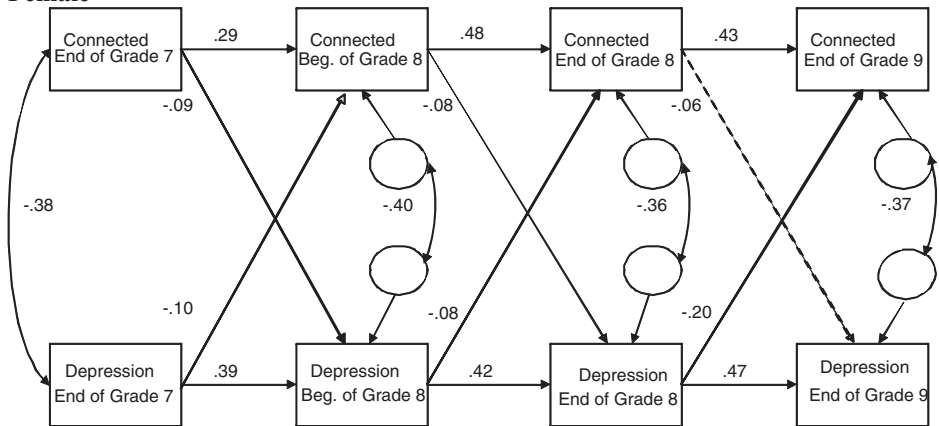 Connected
End of Grade 7
.29
Connected
Beg. of Grade 8
.48
Connected
End of Grade 8
.43
Connected
End of Grade 9
-.09
-.08
-.06
-.38
-.40
-.36
-.37
-.10
-.08
-.20
Depression
End of Grade 7
.39
Depression
Beg. of Grade 8
.42
Depression
End of Grade 8
.47
Depression
End of Grade 9